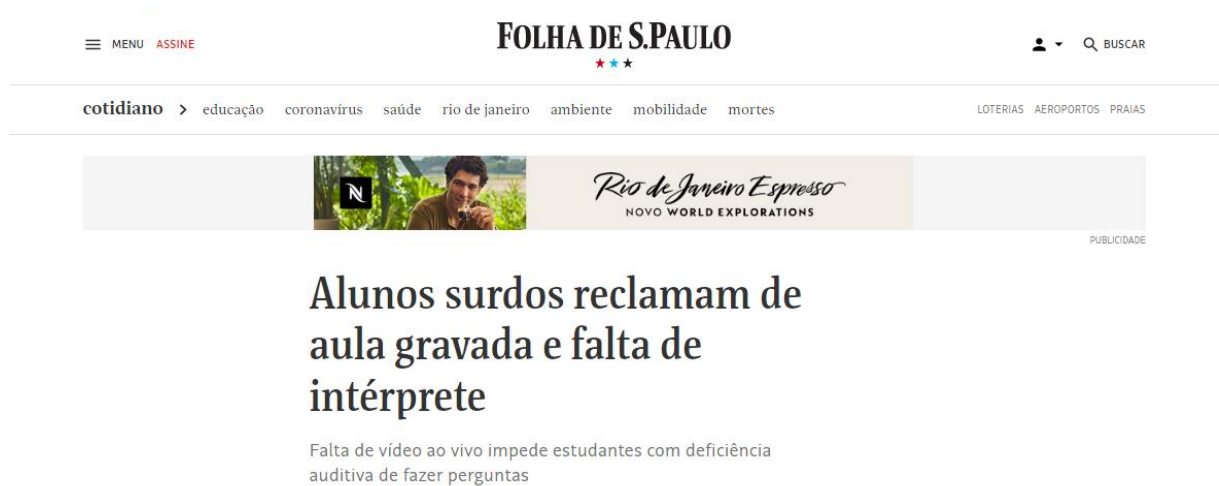 MENU ASSINE
FOLHA DE S.PAULO
BUSCAR
cotidiano > educação coronavírus saúde rio de janeiro ambiente mobilidade mortes
LOTERIAS AEROPORTOS PRAIAS
N
Rio de Janeiro Espresso
NOVO WORLD EXPLORATIONS
PUBLICIDADE
Alunos surdos reclamam de
aula gravada e falta de
intérprete
Falta de vídeo ao vivo impede estudantes com deficiência
auditiva de fazer perguntas